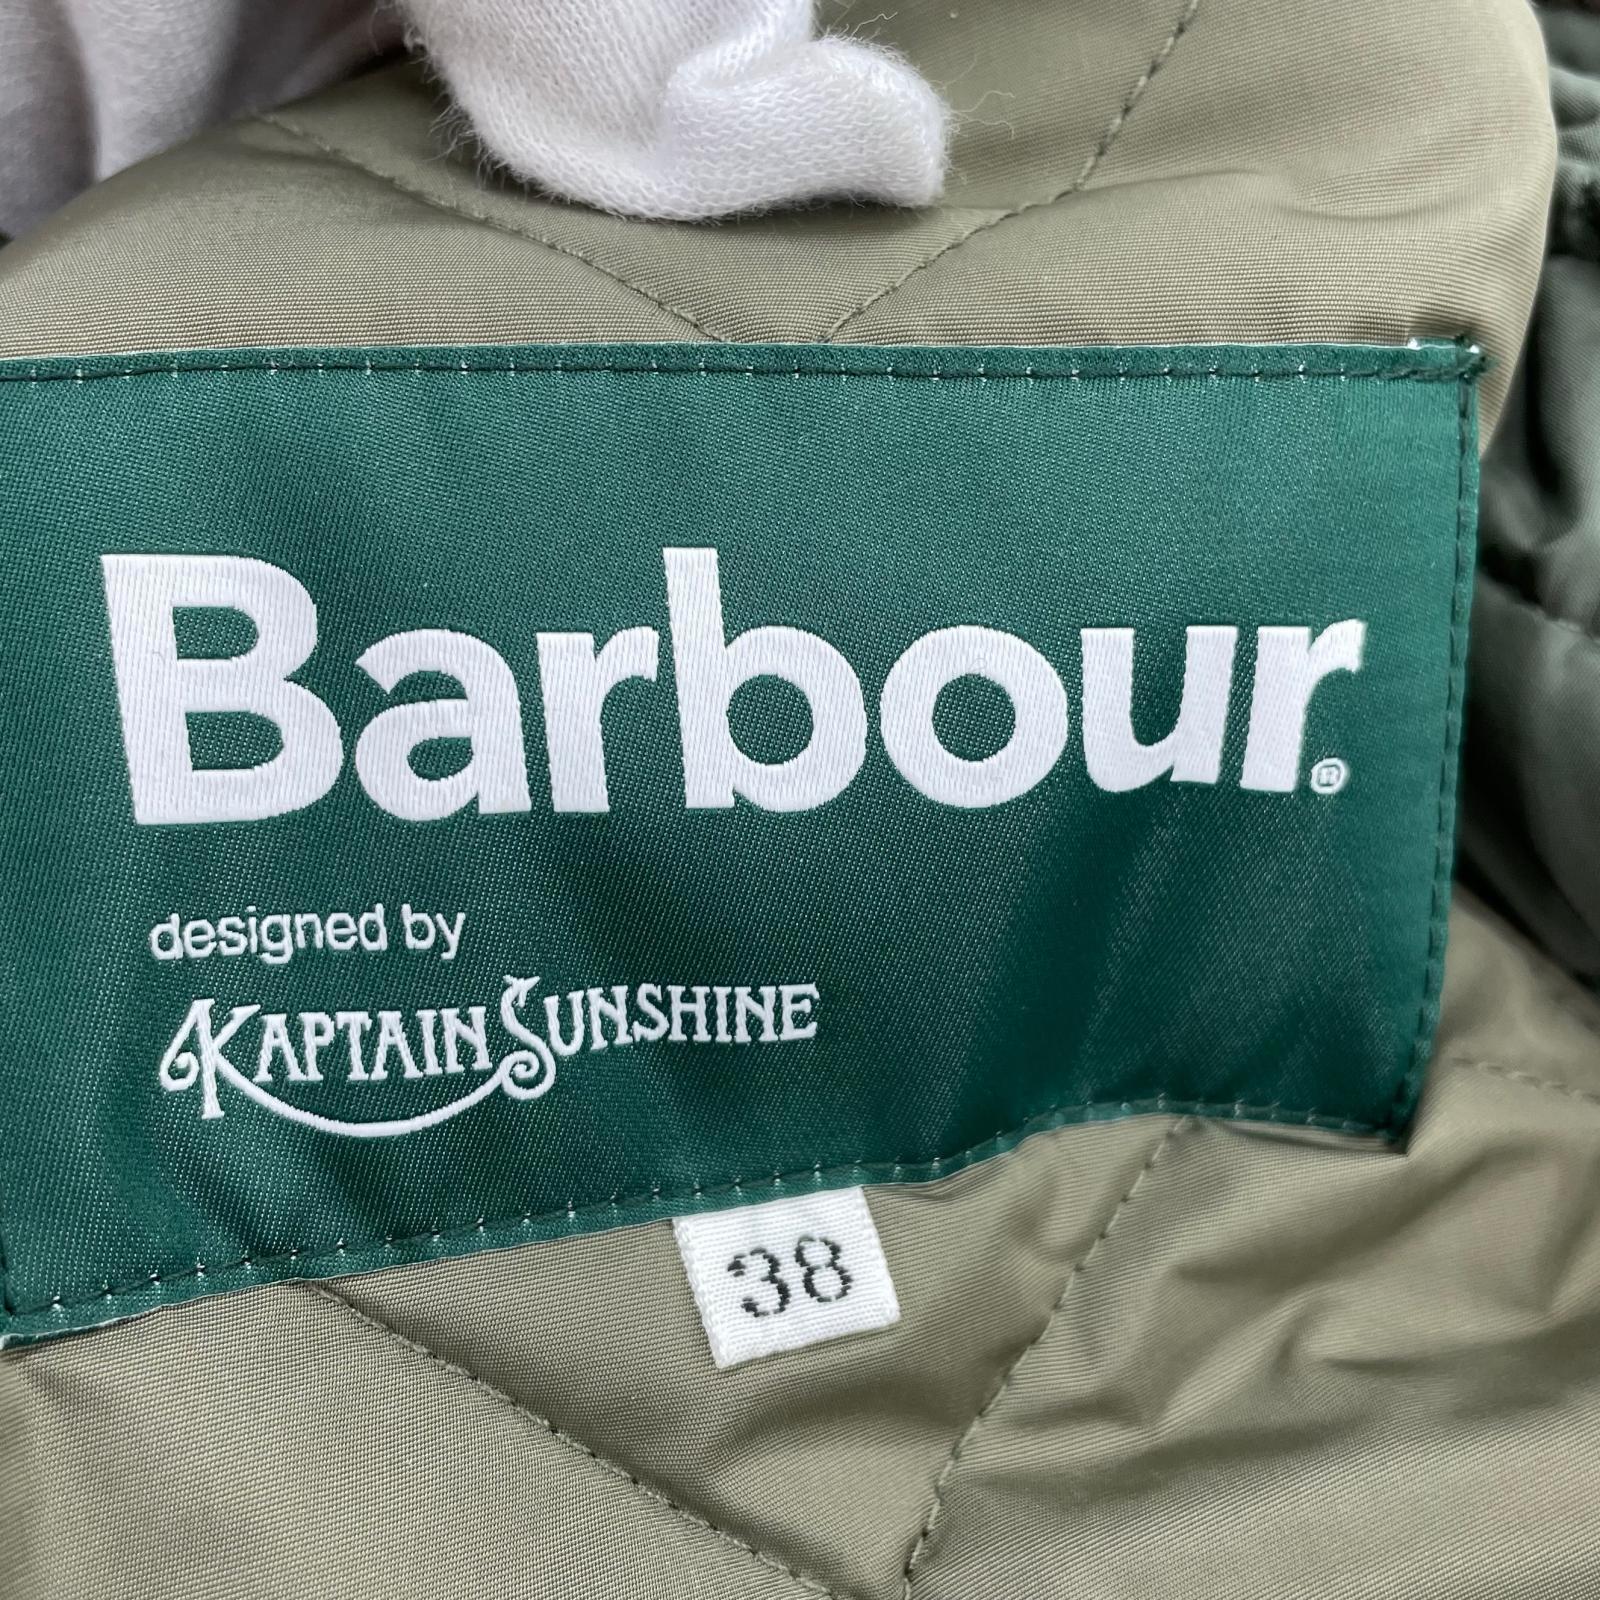 Barbour®
designed by
KAPTAIN SUNSHINE
38